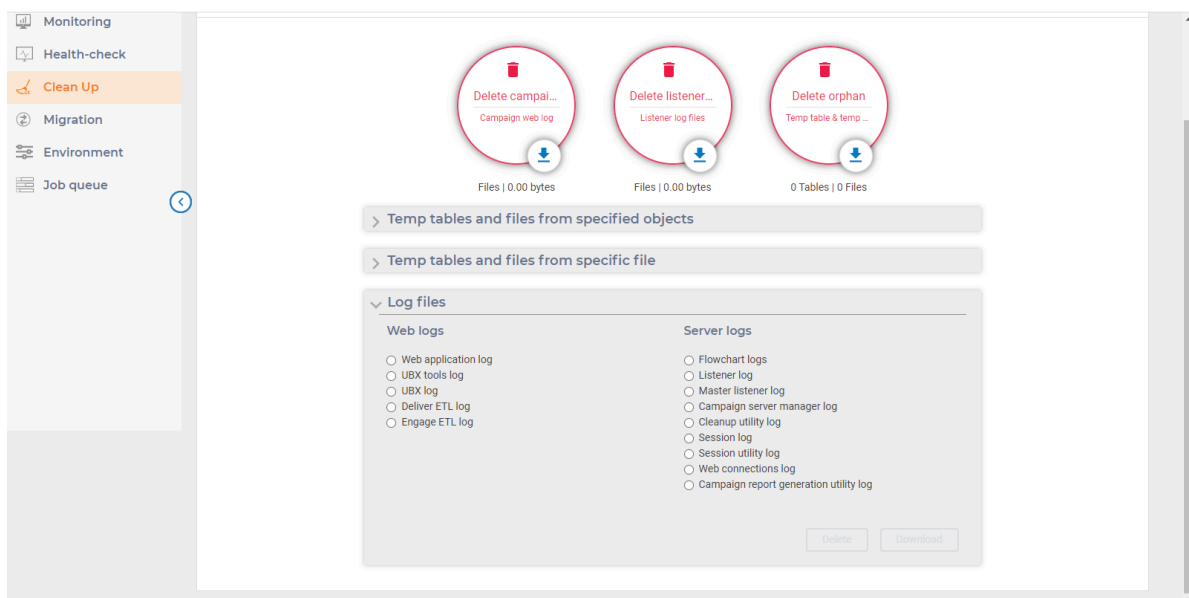 Monitoring
Health-check
Clean Up
Migration
Environment
Job queue
Delete campai...
Campaign web log
Files | 0.00 bytes
Delete listener...
Listener log files
Files | 0.00 bytes
Delete orphan
Temp table & temp ...
0 Tables | 0 Files
Temp tables and files from specified objects
Temp tables and files from specific file
Log files
Web logs
Web application log
UBX tools log
UBX log
Deliver ETL log
Engage ETL log
Server logs
Flowchart logs
Listener log
Master listener log
Campaign server manager log
Cleanup utility log
Session log
Session utility log
Web connections log
Campaign report generation utility log
Delete
Download